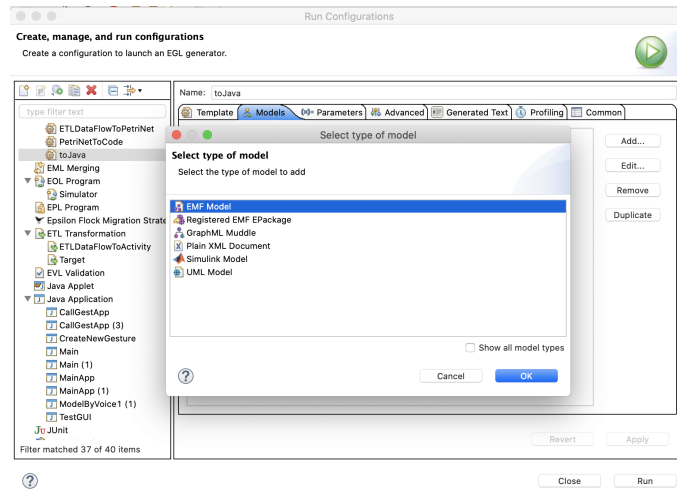 Run Configurations
Create, manage, and run configurations
Create a configuration to launch an EGL generator.
type filter text
ETLDataFlowToPetriNet
PetriNetToCode
toJava
EML Merging
EOL Program
Simulator
EPL Program
Epsilon Flock Migration Strate
ETL Transformation
ETLDataFlowToActivity
Target
EVL Validation
Java Applet
Java Application
CallGestApp
CallGestApp (3)
CreateNewGesture
Main
Main (1)
MainApp
MainApp (1)
ModelByVoice1 (1)
TestGUI
JUnit
Filter matched 37 of 40 items
Name: toJava
Template Models (x)= Parameters Advanced Generated Text Profiling Common
Add...
Edit...
Remove
Duplicate
Select type of model
Select type of model
Select the type of model to add
EMF Model
Registered EMF EPackage
GraphML Muddle
Plain XML Document
Simulink Model
UML Model
Show all model types
Cancel OK
Revert Apply
Close Run